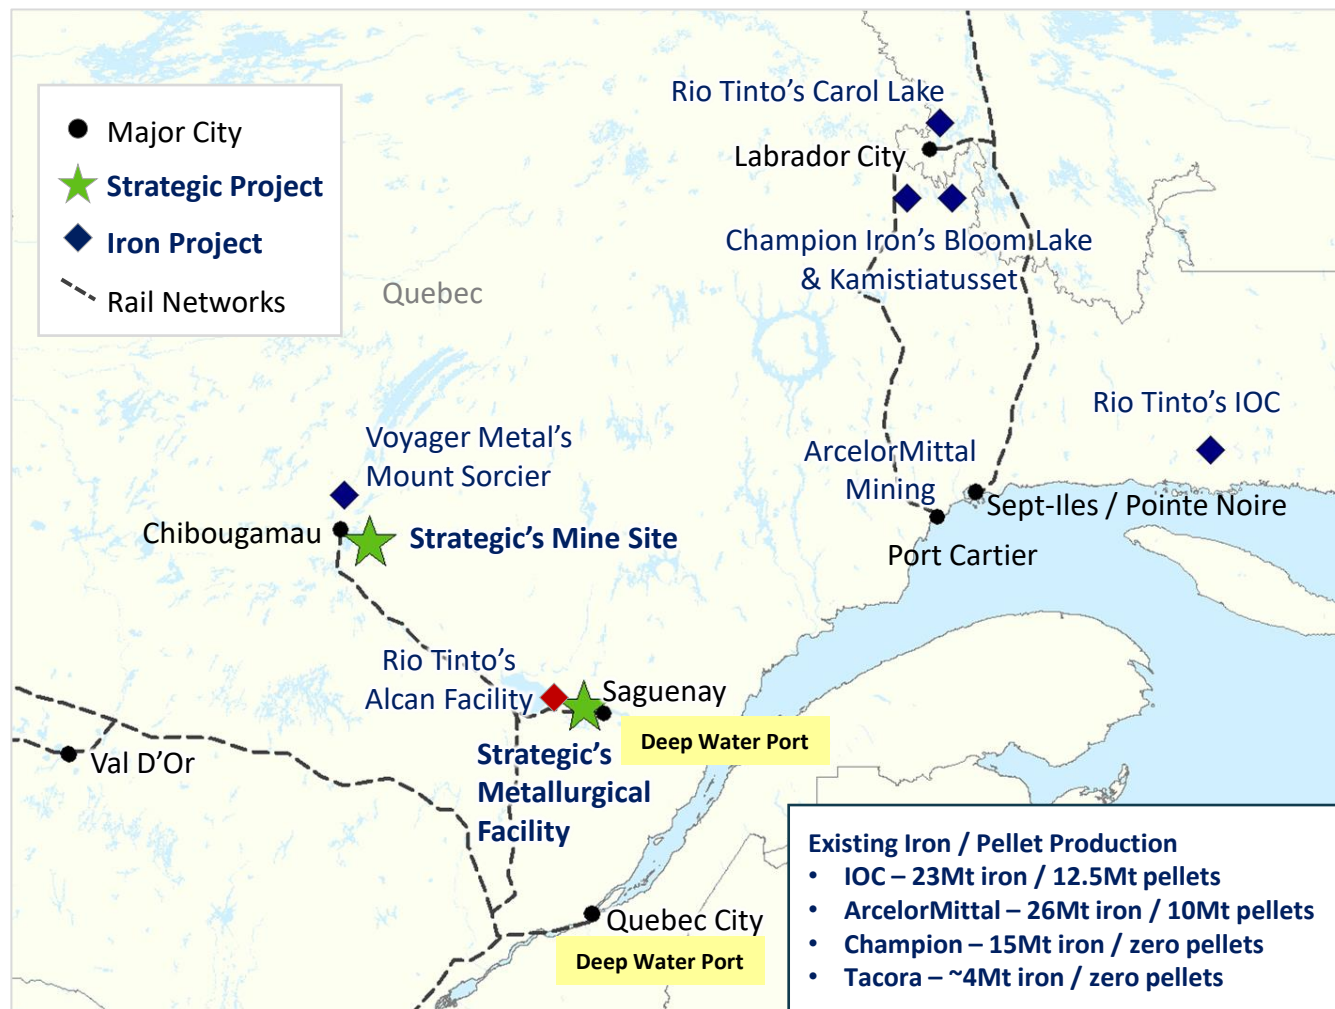 Major City
Strategic Project
Iron Project
Rail Networks
Quebec
Rio Tinto's Carol Lake
Labrador City
Champion Iron's Bloom Lake
& Kamistiatusset
Rio Tinto's IOC
ArcelorMittal
Mining
Sept-Iles / Pointe Noire
Port Cartier
Voyager Metal's
Mount Sorcier
Chibougamau
Strategic's Mine Site
Rio Tinto's
Alcan Facility
Saguenay
Deep Water Port
Strategic's
Metallurgical
Facility
Val D'Or
Quebec City
Deep Water Port
Existing Iron / Pellet Production
• IOC – 23Mt iron / 12.5Mt pellets
• ArcelorMittal – 26Mt iron / 10Mt pellets
• Champion – 15Mt iron / zero pellets
• Tacora – ~4Mt iron / zero pellets